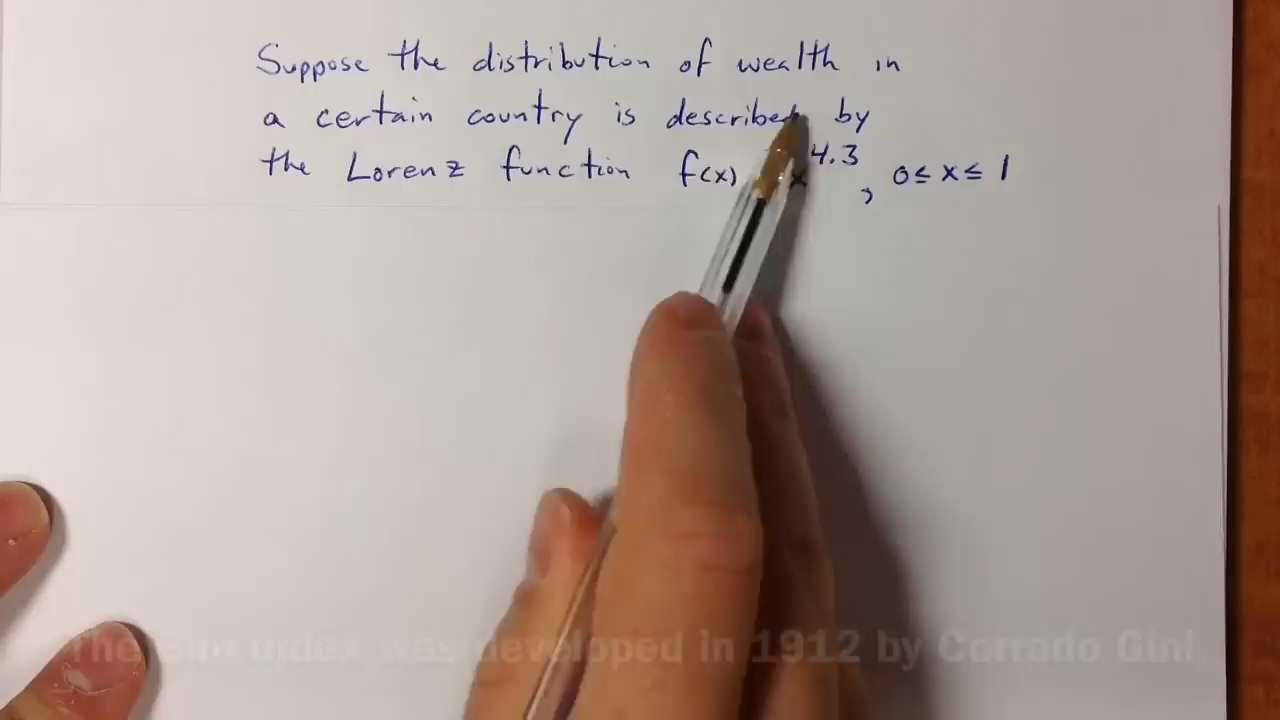 Suppose the distribution of wealth in
a certain country is described by
the Lorenz function f(x) x^4.3, 0≤ x ≤ 1
The Gini index was developed in 1912 by Corrado Gini.